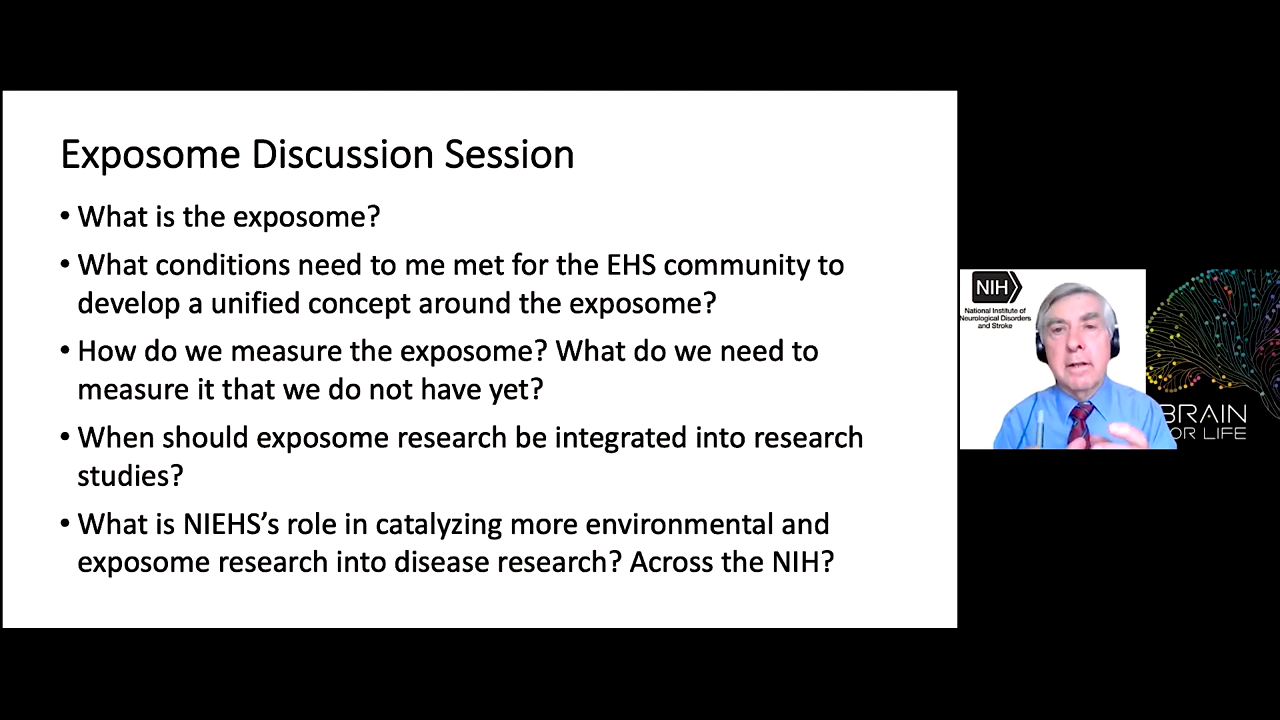 Exposome Discussion Session
• What is the exposome?
• What conditions need to me met for the EHS community to
develop a unified concept around the exposome?
• How do we measure the exposome? What do we need to
measure it that we do not have yet?
• When should exposome research be integrated into research
studies?
• What is NIEHS’s role in catalyzing more environmental and
exposome research into disease research? Across the NIH?
NIH
National Institute of
Neurological Disorders
and Stroke
BRAIN
OR LIFE